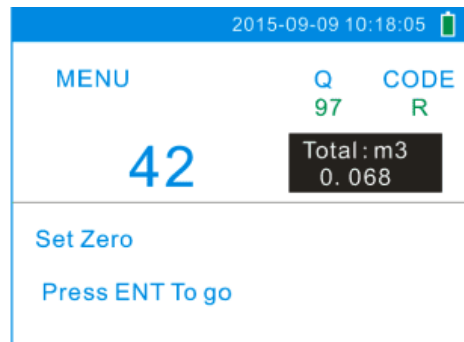 2015-09-09 10:18:05
MENU Q CODE
97 R
42 Total: m3
0.068
Set Zero
Press ENT To go